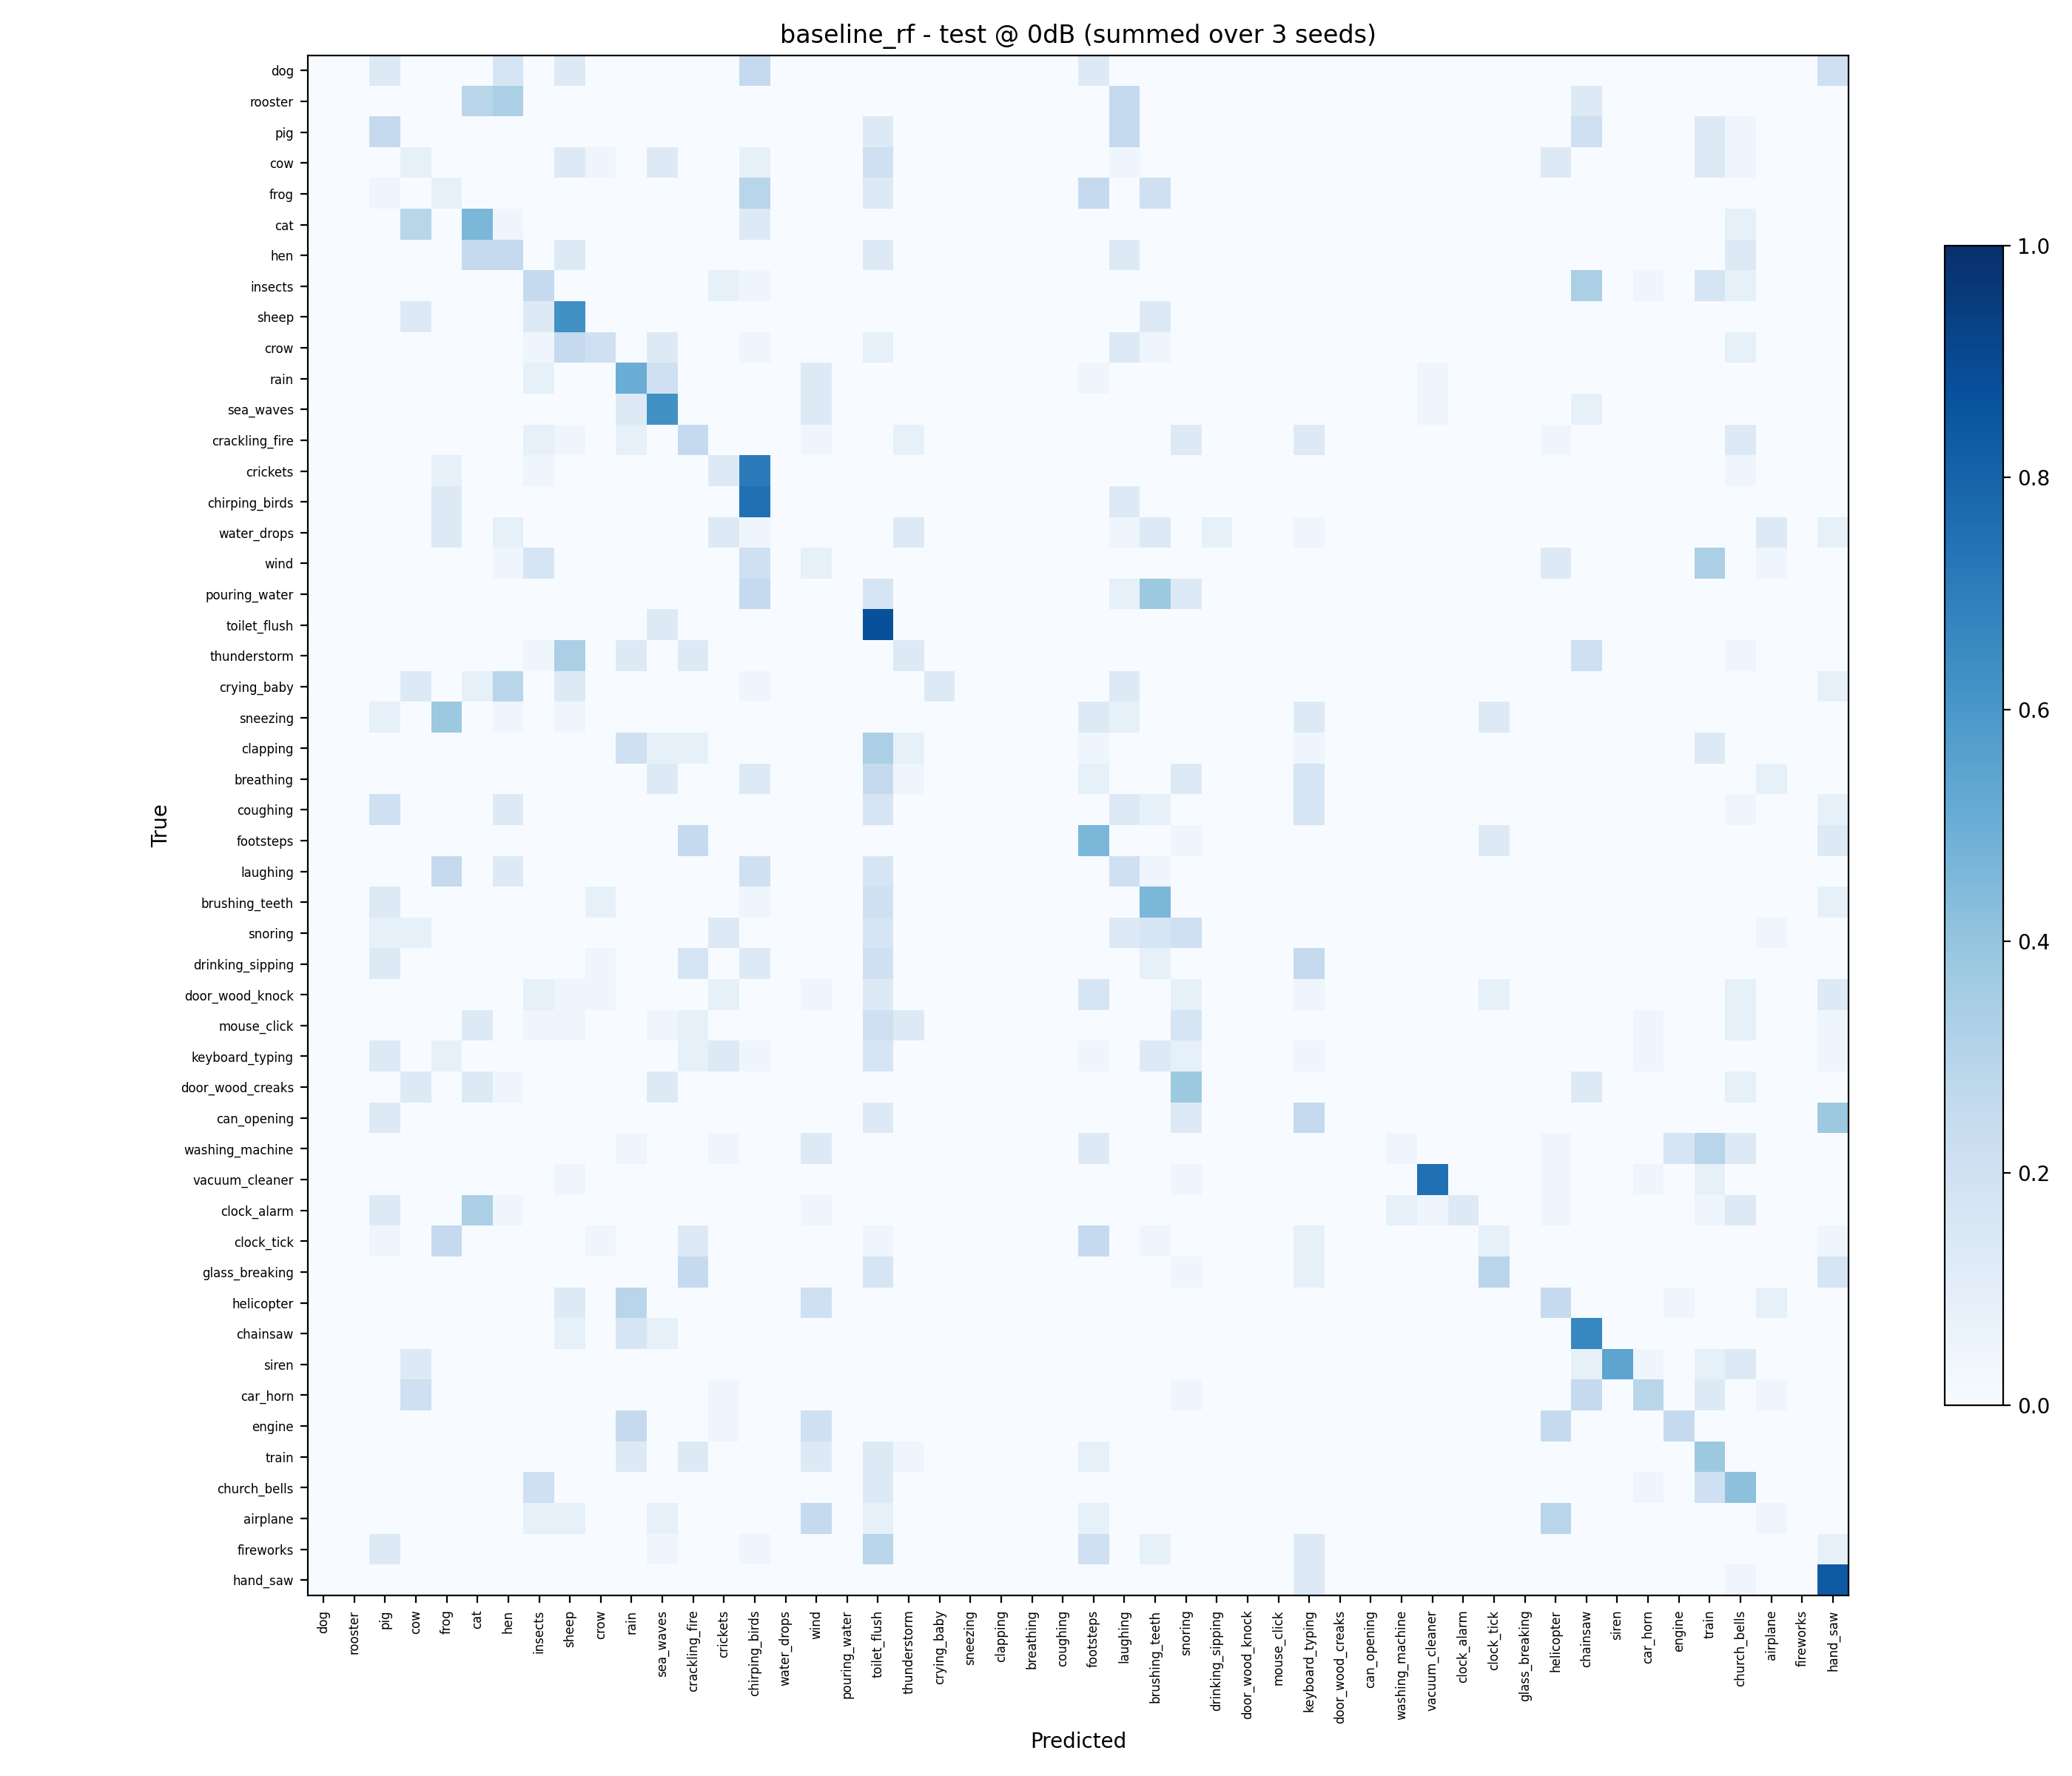 baseline_rf - test @ 0dB (summed over 3 seeds)
dog
rooster
pig
cow
frog
cat
hen
insects
sheep
crow
rain
sea_waves
crackling_fire
crickets
chirping_birds
water_drops
wind
pouring_water
toilet_flush
thunderstorm
crying_baby
sneezing
clapping
breathing
coughing
footsteps
laughing
brushing_teeth
snoring
drinking_sipping
door_wood_knock
mouse_click
keyboard_typing
door_wood_creaks
can_opening
washing_machine
vacuum_cleaner
clock_alarm
clock_tick
glass_breaking
helicopter
chainsaw
siren
car_horn
engine
train
church_bells
airplane
fireworks
hand_saw
True
dog
rooster
pig
cow
frog
cat
hen
insects
sheep
crow
rain
sea_waves
crackling_fire
crickets
chirping_birds
water_drops
wind
pouring_water
toilet_flush
thunderstorm
crying_baby
sneezing
clapping
breathing
coughing
footsteps
laughing
brushing_teeth
snoring
drinking_sipping
door_wood_knock
mouse_click
keyboard_typing
door_wood_creaks
can_opening
washing_machine
vacuum_cleaner
clock_alarm
clock_tick
glass_breaking
helicopter
chainsaw
siren
car_horn
engine
train
church_bells
airplane
fireworks
hand_saw
Predicted
1.0
0.8
0.6
0.4
0.2
0.0